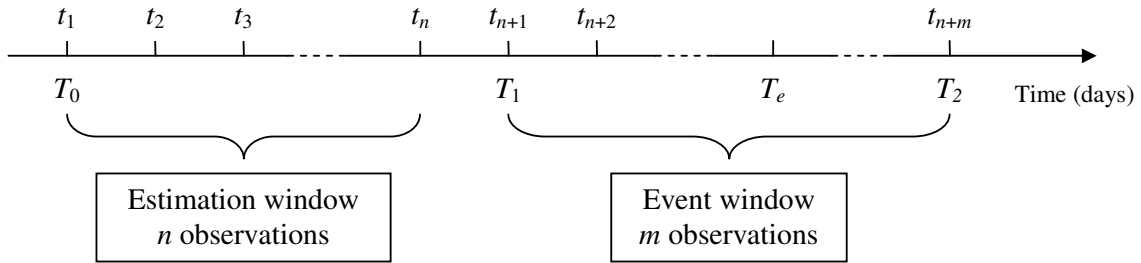 t₁ t₂ t₃ tₙ tₙ₊₁ tₙ₊₂ tₙ₊ₘ
T₀ T₁ Tₑ T₂ Time (days)
Estimation window Event window
n observations m observations